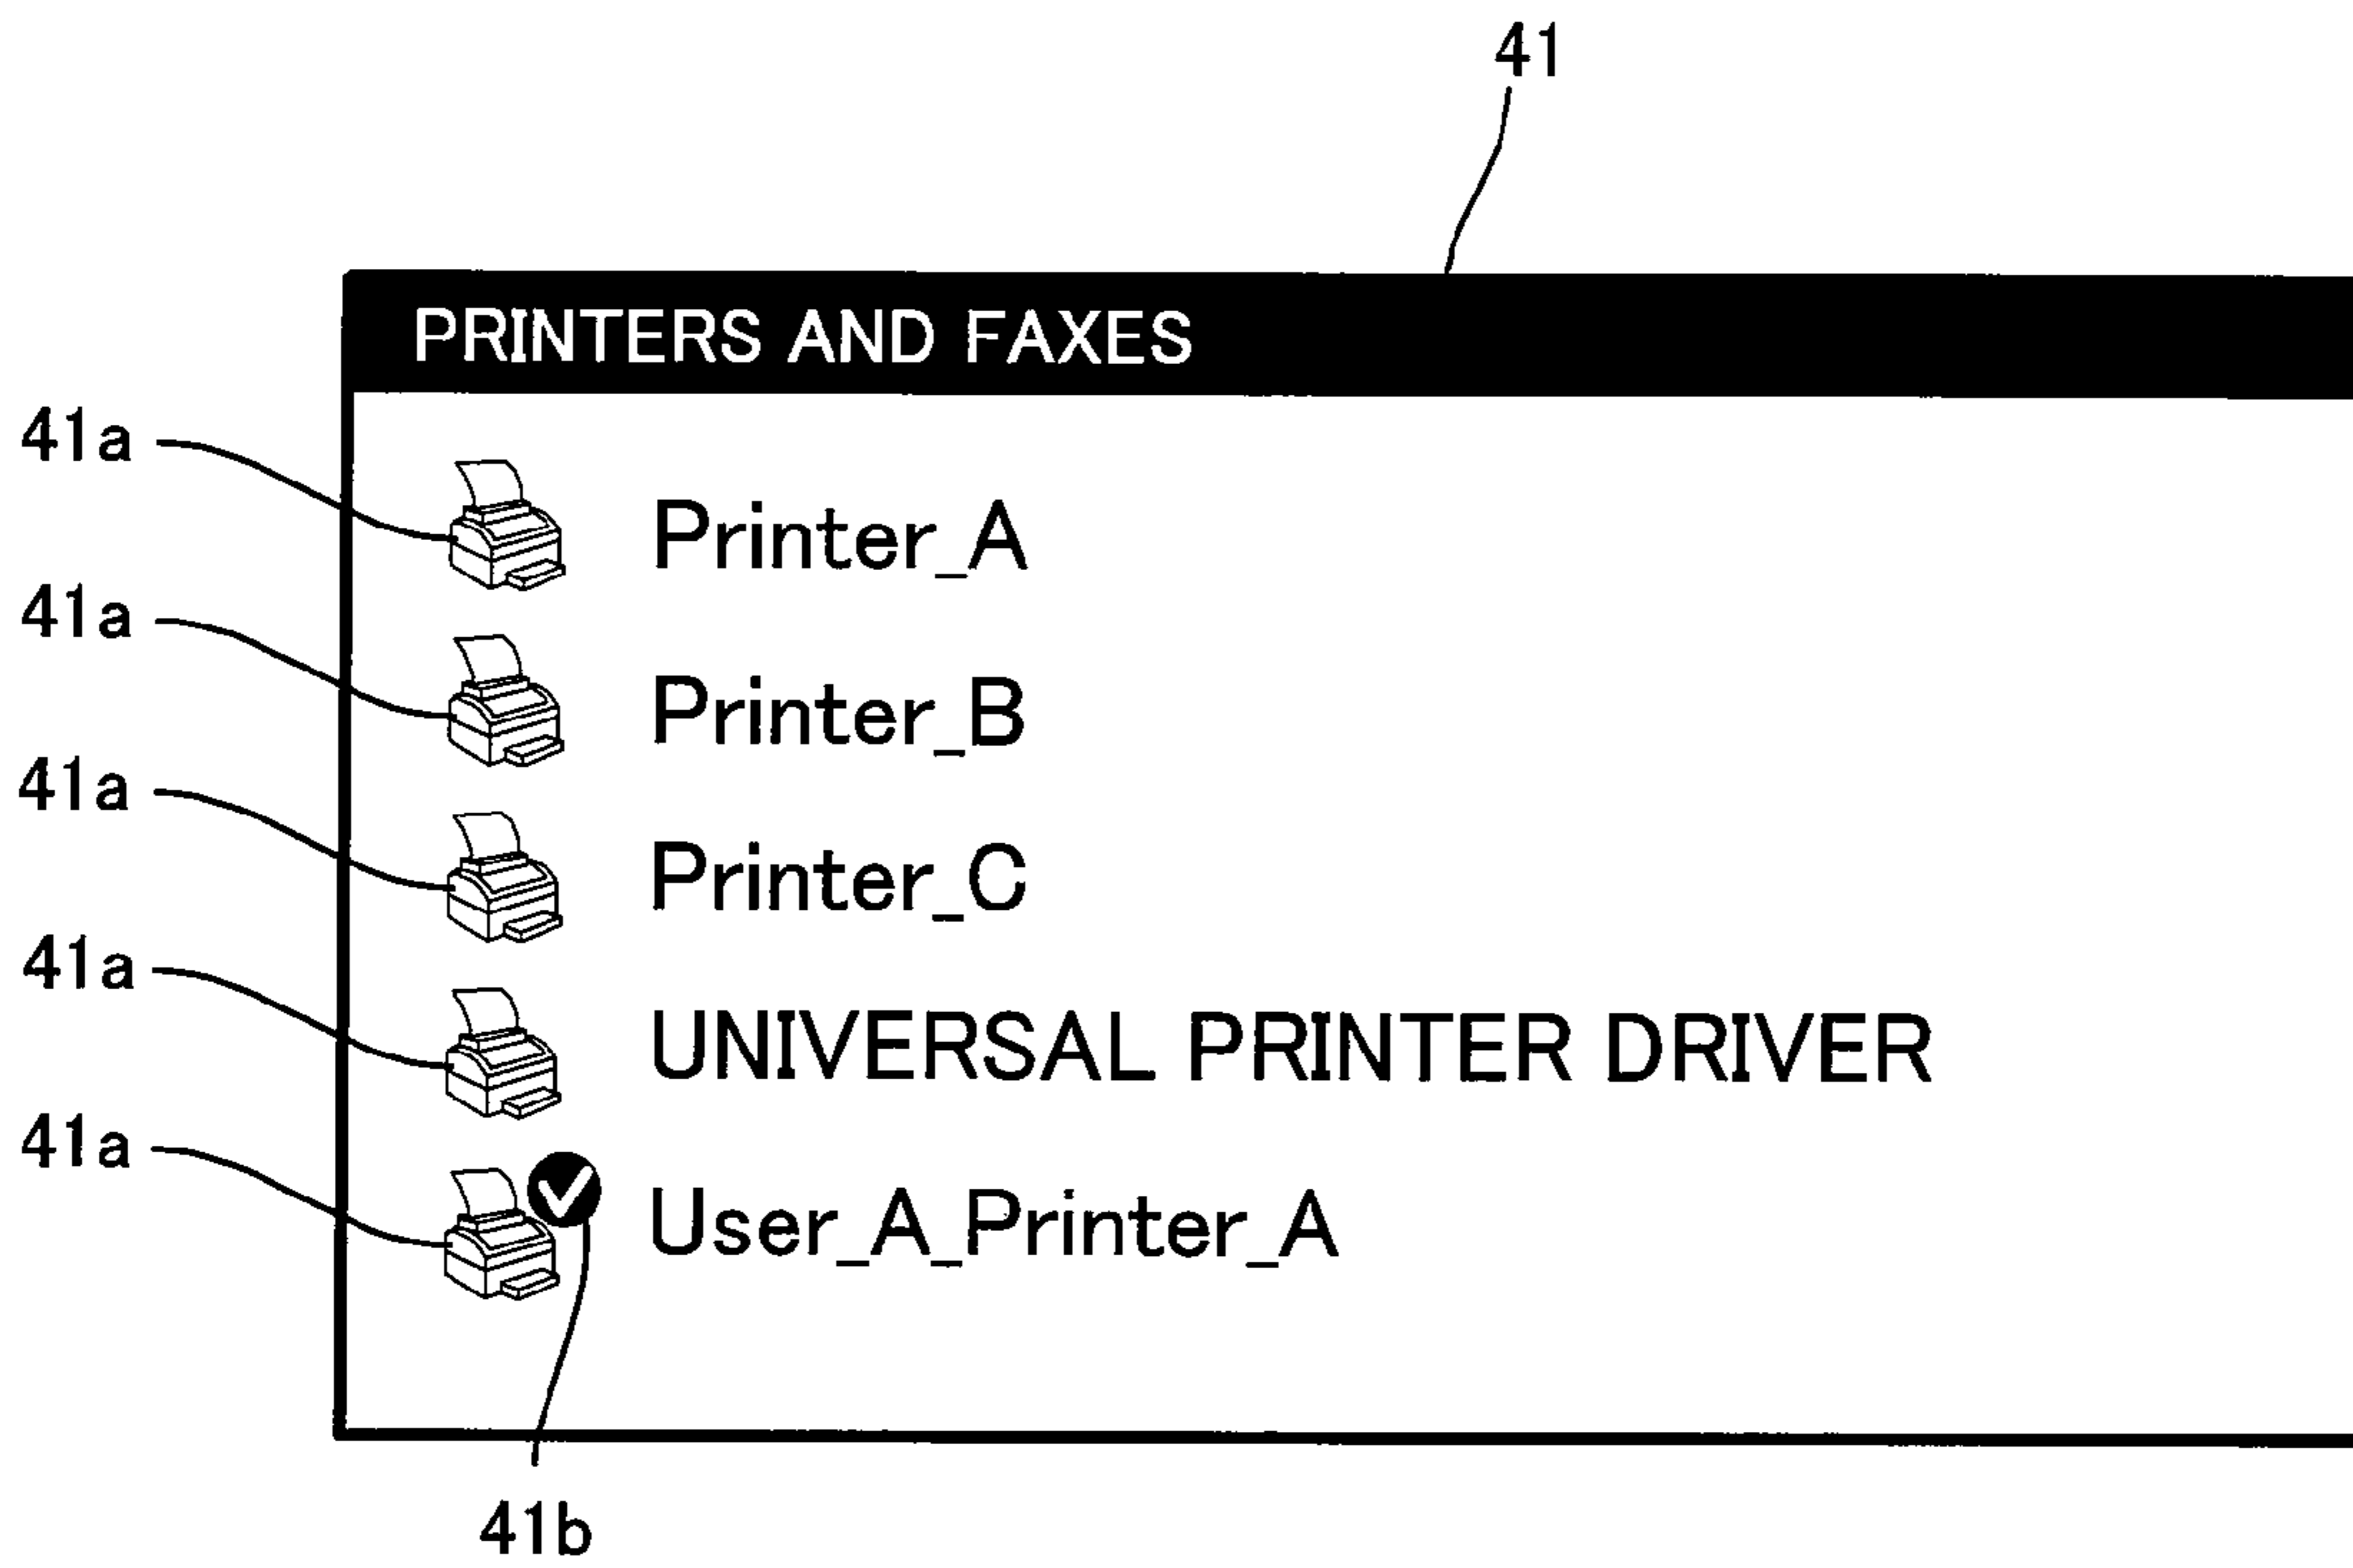 41
PRINTERS AND FAXES
41a
Printer_A
41a
Printer_B
41a
Printer_C
41a
UNIVERSAL PRINTER DRIVER
41a
User_A_Printer_A
41b